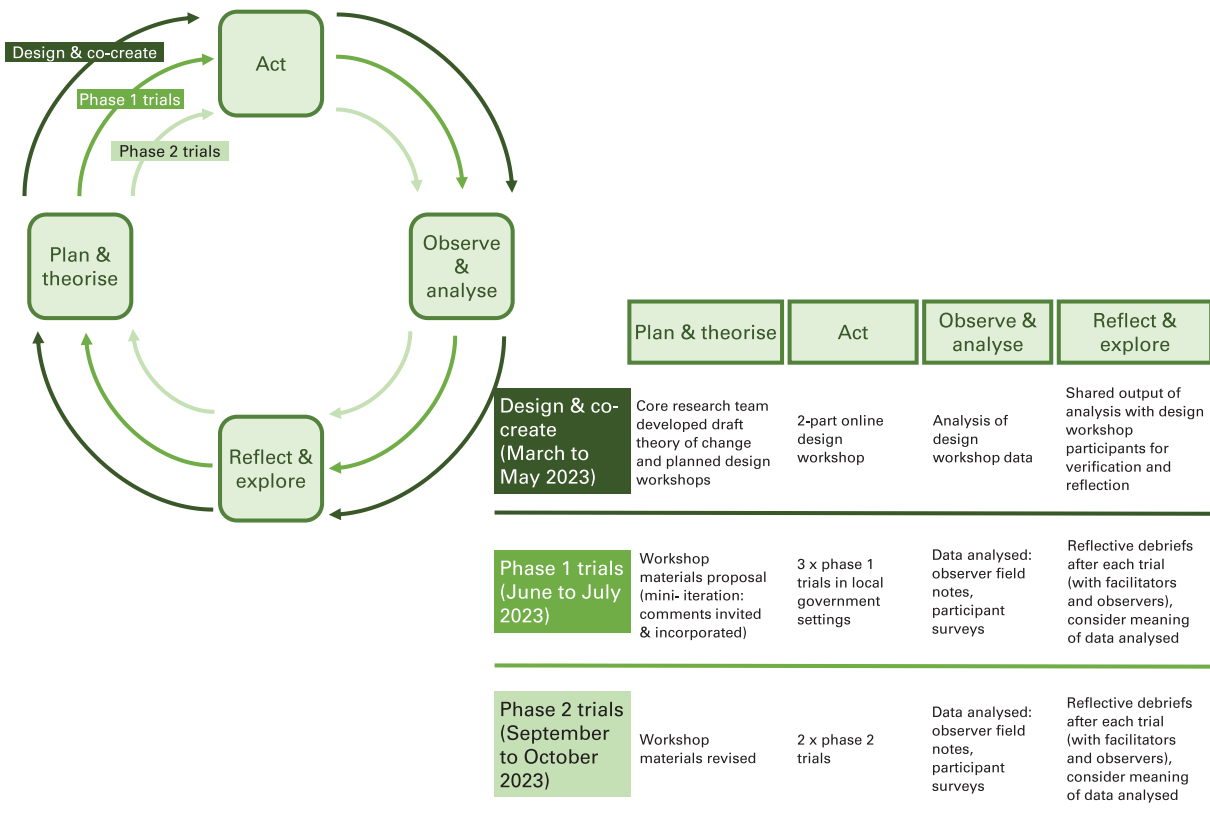 Design & co-create
Act
Phase 1 trials
Phase 2 trials
Plan &
theorise
Observe
&
analyse
Reflect &
explore
Plan & theorise
Act
Observe &
analyse
Reflect &
explore
Design & co-
create
(March to
May 2023)
Core research team
developed draft
theory of change
and planned design
workshops
2-part online
design
workshop
Analysis of
design
workshop data
Shared output of
analysis with design
workshop
participants for
verification and
reflection
Phase 1 trials
(June to July
2023)
Workshop
materials proposal
(mini- iteration:
comments invited
& incorporated)
3 x phase 1
trials in local
government
settings
Data analysed:
observer field
notes,
participant
surveys
Reflective debriefs
after each trial
(with facilitators
and observers),
consider meaning
of data analysed
Phase 2 trials
(September
to October
2023)
Workshop
materials revised
2 x phase 2
trials
Data analysed:
observer field
notes,
participant
surveys
Reflective debriefs
after each trial
(with facilitators
and observers),
consider meaning
of data analysed